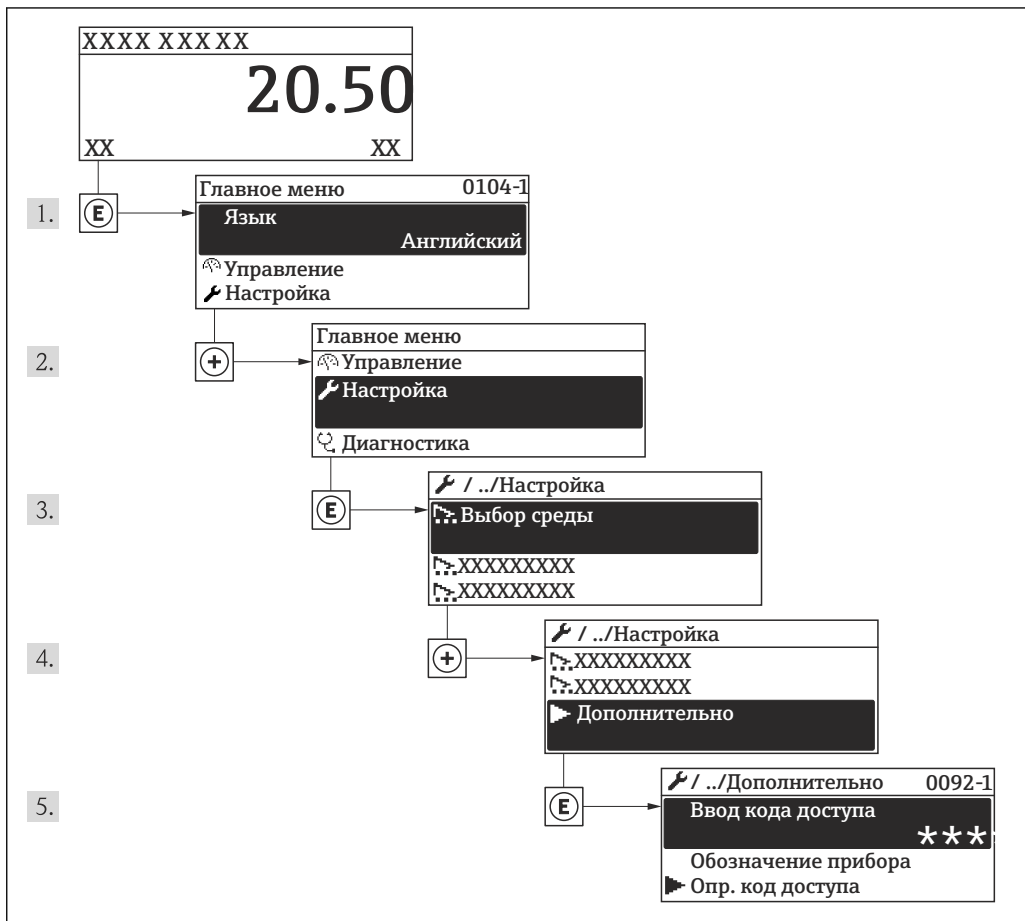 XXXX XXX XX
20.50
XX XX
1. E
Главное меню 0104-1
Язык
Английский
Управление
Настройка
2. +
Главное меню
Управление
Настройка
Диагностика
3. E
/ ../Настройка
Выбор среды
XXXXXXXXX
XXXXXXXXX
4. +
/ ../Настройка
XXXXXXXXX
XXXXXXXXX
Дополнительно
5. E
/ ../Дополнительно 0092-1
Ввод кода доступа
****
Обозначение прибора
Опр. код доступа